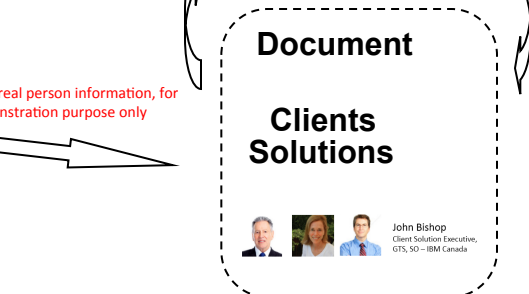 Document
real person information, for
nstration purpose only
Clients
Solutions
John Bishop
Client Solution Executive,
GTS, SO – IBM Canada